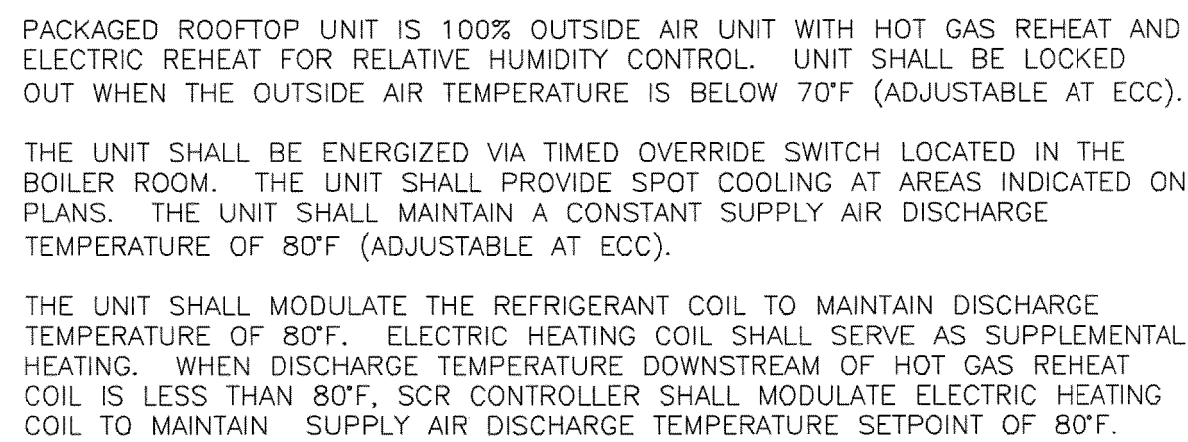 PACKAGED ROOFTOP UNIT IS 100% OUTSIDE AIR UNIT WITH HOT GAS REHEAT AND
ELECTRIC REHEAT FOR RELATIVE HUMIDITY CONTROL. UNIT SHALL BE LOCKED
OUT WHEN THE OUTSIDE AIR TEMPERATURE IS BELOW 70°F (ADJUSTABLE AT ECC).
THE UNIT SHALL BE ENERGIZED VIA TIMED OVERRIDE SWITCH LOCATED IN THE
BOILER ROOM. THE UNIT SHALL PROVIDE SPOT COOLING AT AREAS INDICATED ON
PLANS. THE UNIT SHALL MAINTAIN A CONSTANT SUPPLY AIR DISCHARGE
TEMPERATURE OF 80°F (ADJUSTABLE AT ECC).
THE UNIT SHALL MODULATE THE REFRIGERANT COIL TO MAINTAIN DISCHARGE
TEMPERATURE OF 80°F. ELECTRIC HEATING COIL SHALL SERVE AS SUPPLEMENTAL
HEATING. WHEN DISCHARGE TEMPERATURE DOWNSTREAM OF HOT GAS REHEAT
COIL IS LESS THAN 80°F, SCR CONTROLLER SHALL MODULATE ELECTRIC HEATING
COIL TO MAINTAIN SUPPLY AIR DISCHARGE TEMPERATURE SETPOINT OF 80°F.